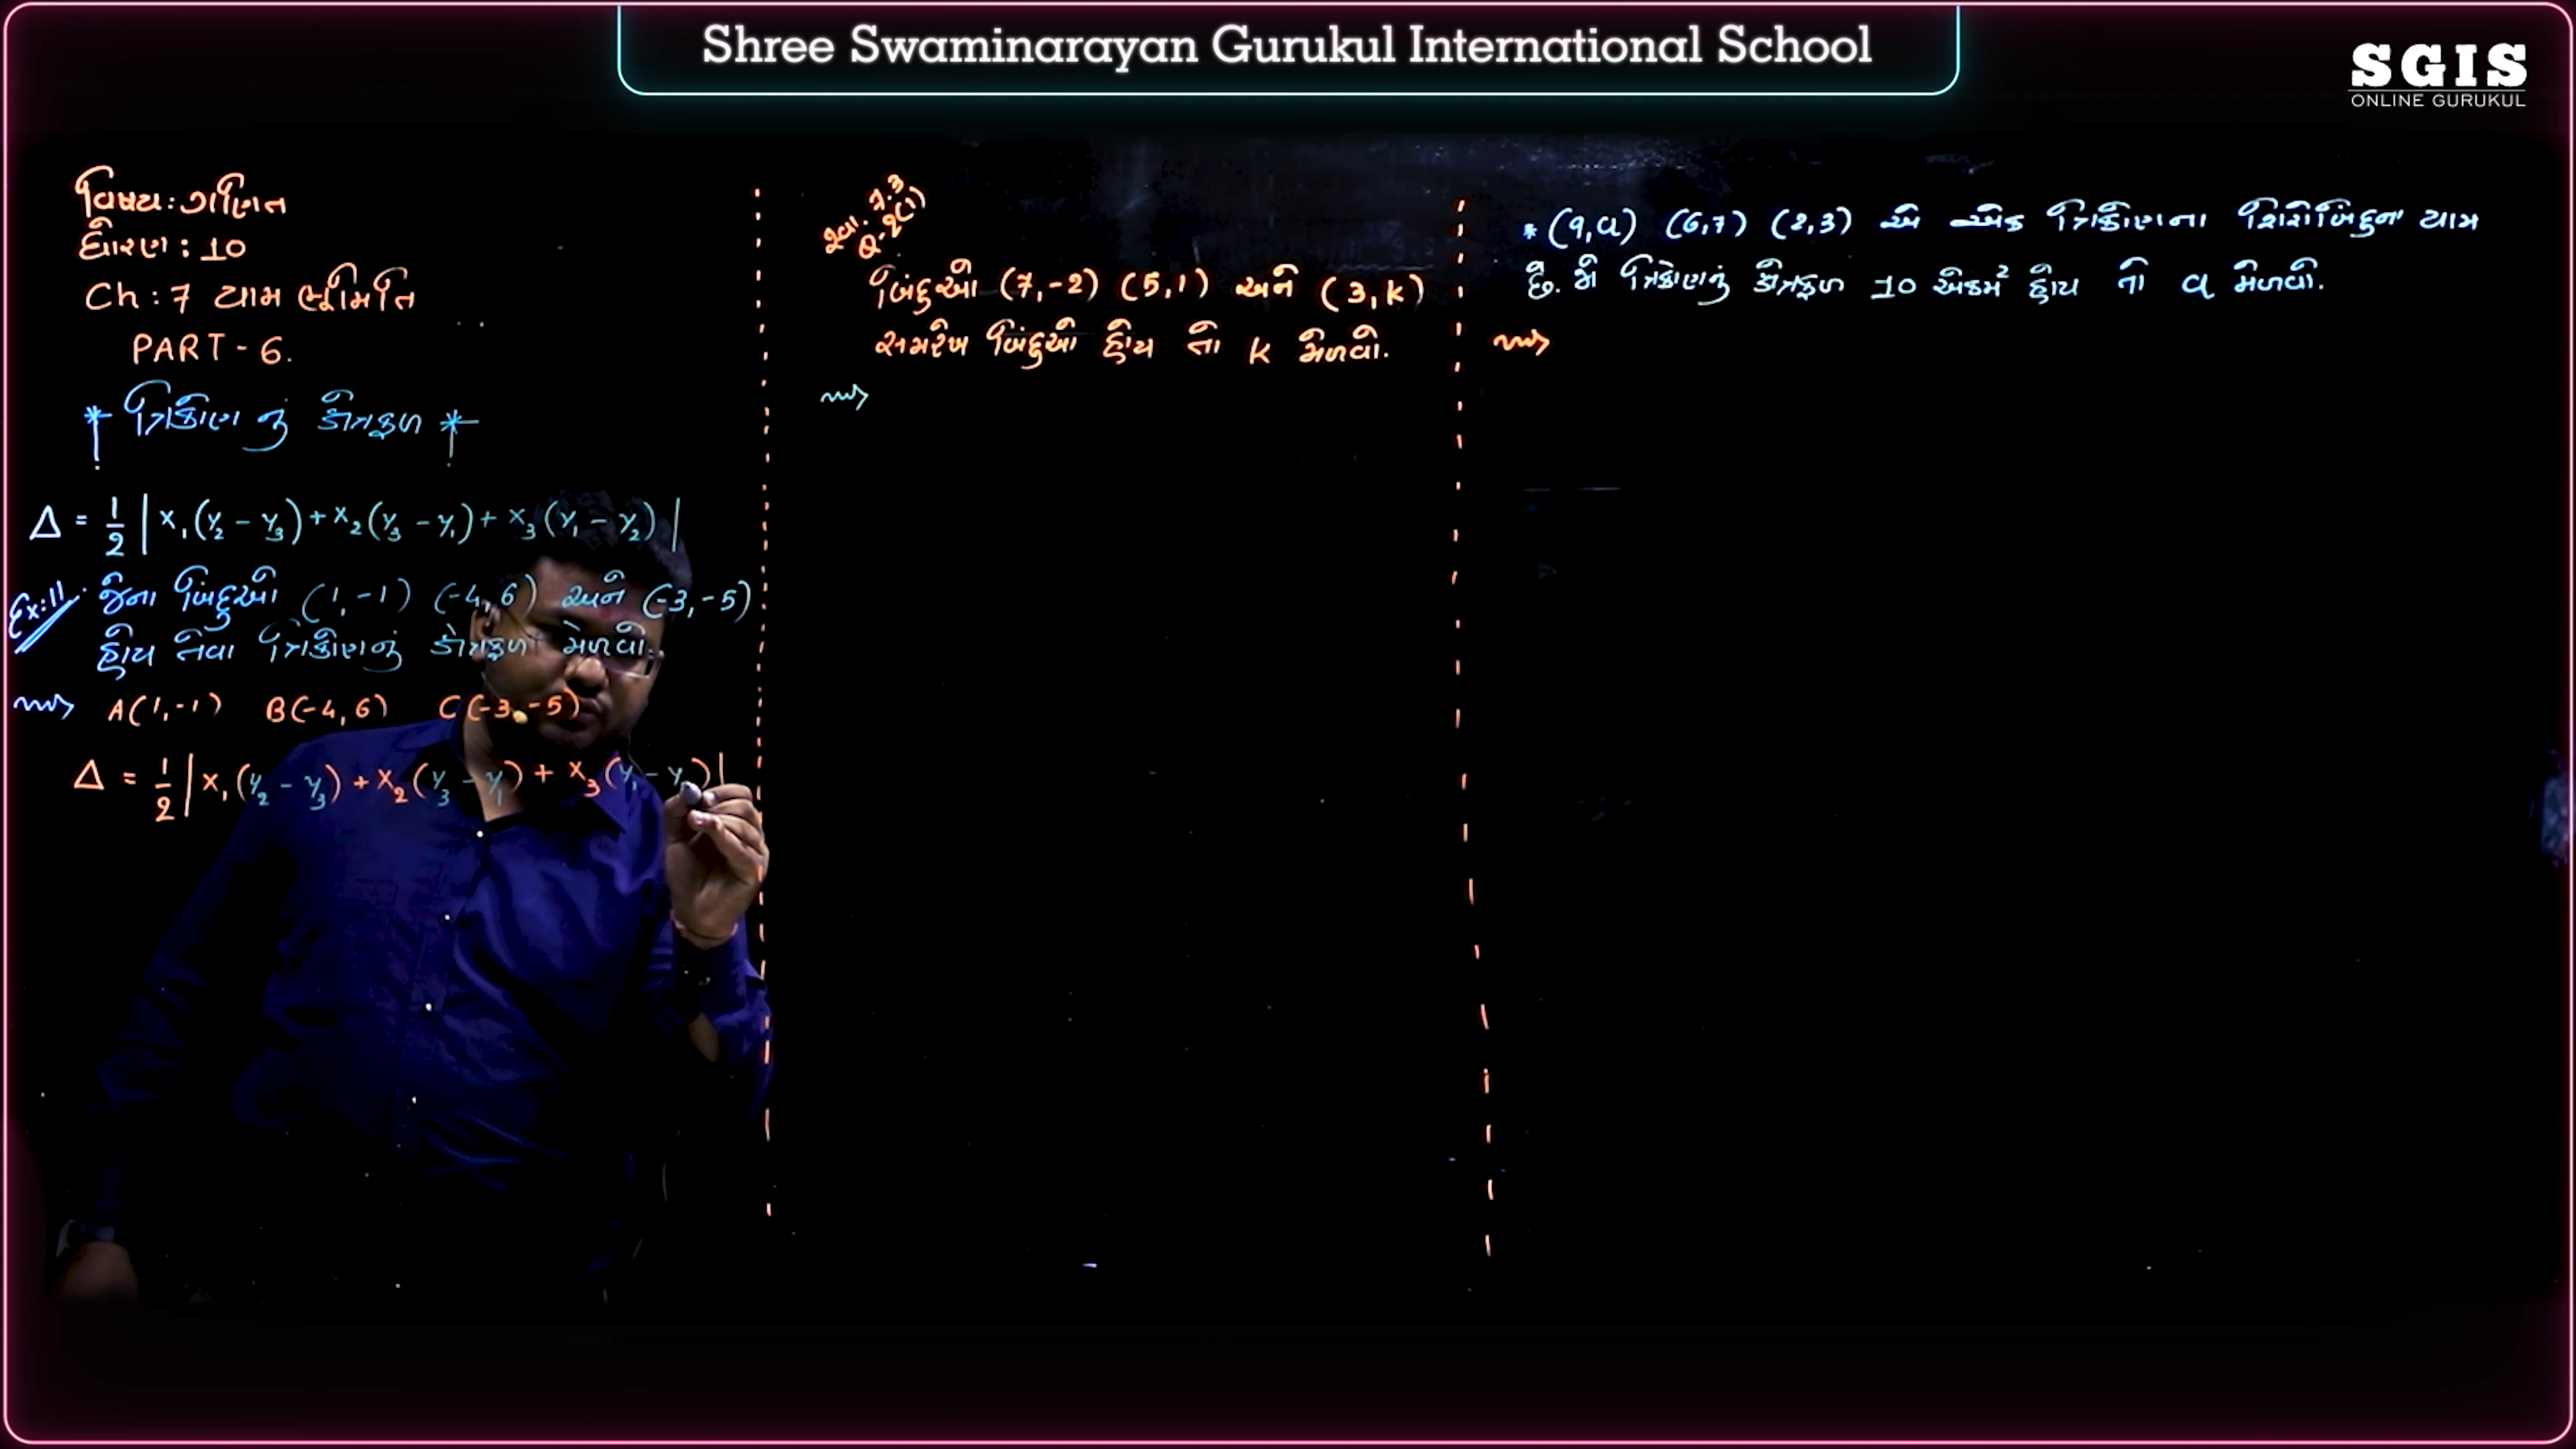 Shree Swaminarayan Gurukul International School
SGIS
ONLINE GURUKUL
વિષય : ગણિત
ધોરણ : 10
Ch : 7 યામ ભૂમિતિ
PART - 6.
* ત્રિકોણ નું ક્ષેત્રફળ *
Δ = 1/2 | x₁(y₂ - y₃) + x₂(y₃ - y₁) + x₃(y₁ - y₂) |
Ex:11 જેના બિંદુઓ (1,-1) (-4,6) અને (-3,-5)
હોય તેવા ત્રિકોણનું ક્ષેત્રફળ મેળવો.
A(1,-1) B(-4,6) C(-3,-5)
Δ = 1/2 | x₁(y₂ - y₃) + x₂(y₃ - y₁) + x₃(y₁ - y₂) |
સ્વા. 7.3
Q-2(1)
બિંદુઓ (7,-2) (5,1) અને (3,k)
સમરેખ બિંદુઓ હોય તો k મેળવો.
* (9,a) (6,7) (2,3) એ એક ત્રિકોણના શિરોબિંદુના યામ
છે. જો ત્રિકોણનું ક્ષેત્રફળ 10 એકમ² હોય તો a મેળવો.